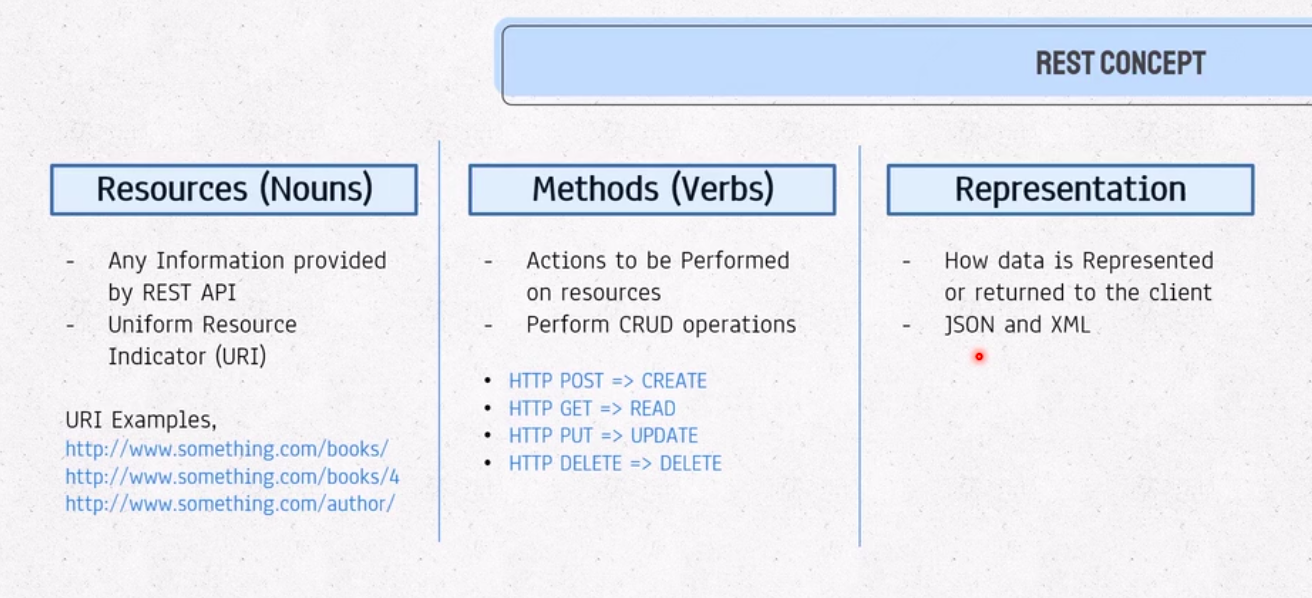 REST CONCEPT
Resources (Nouns)
- Any Information provided
by REST API
- Uniform Resource
Indicator (URI)
URI Examples,
http://www.something.com/books/
http://www.something.com/books/4
http://www.something.com/author/
Methods (Verbs)
- Actions to be Performed
on resources
- Perform CRUD operations
• HTTP POST => CREATE
• HTTP GET => READ
• HTTP PUT => UPDATE
• HTTP DELETE => DELETE
Representation
- How data is Represented
or returned to the client
- JSON and XML